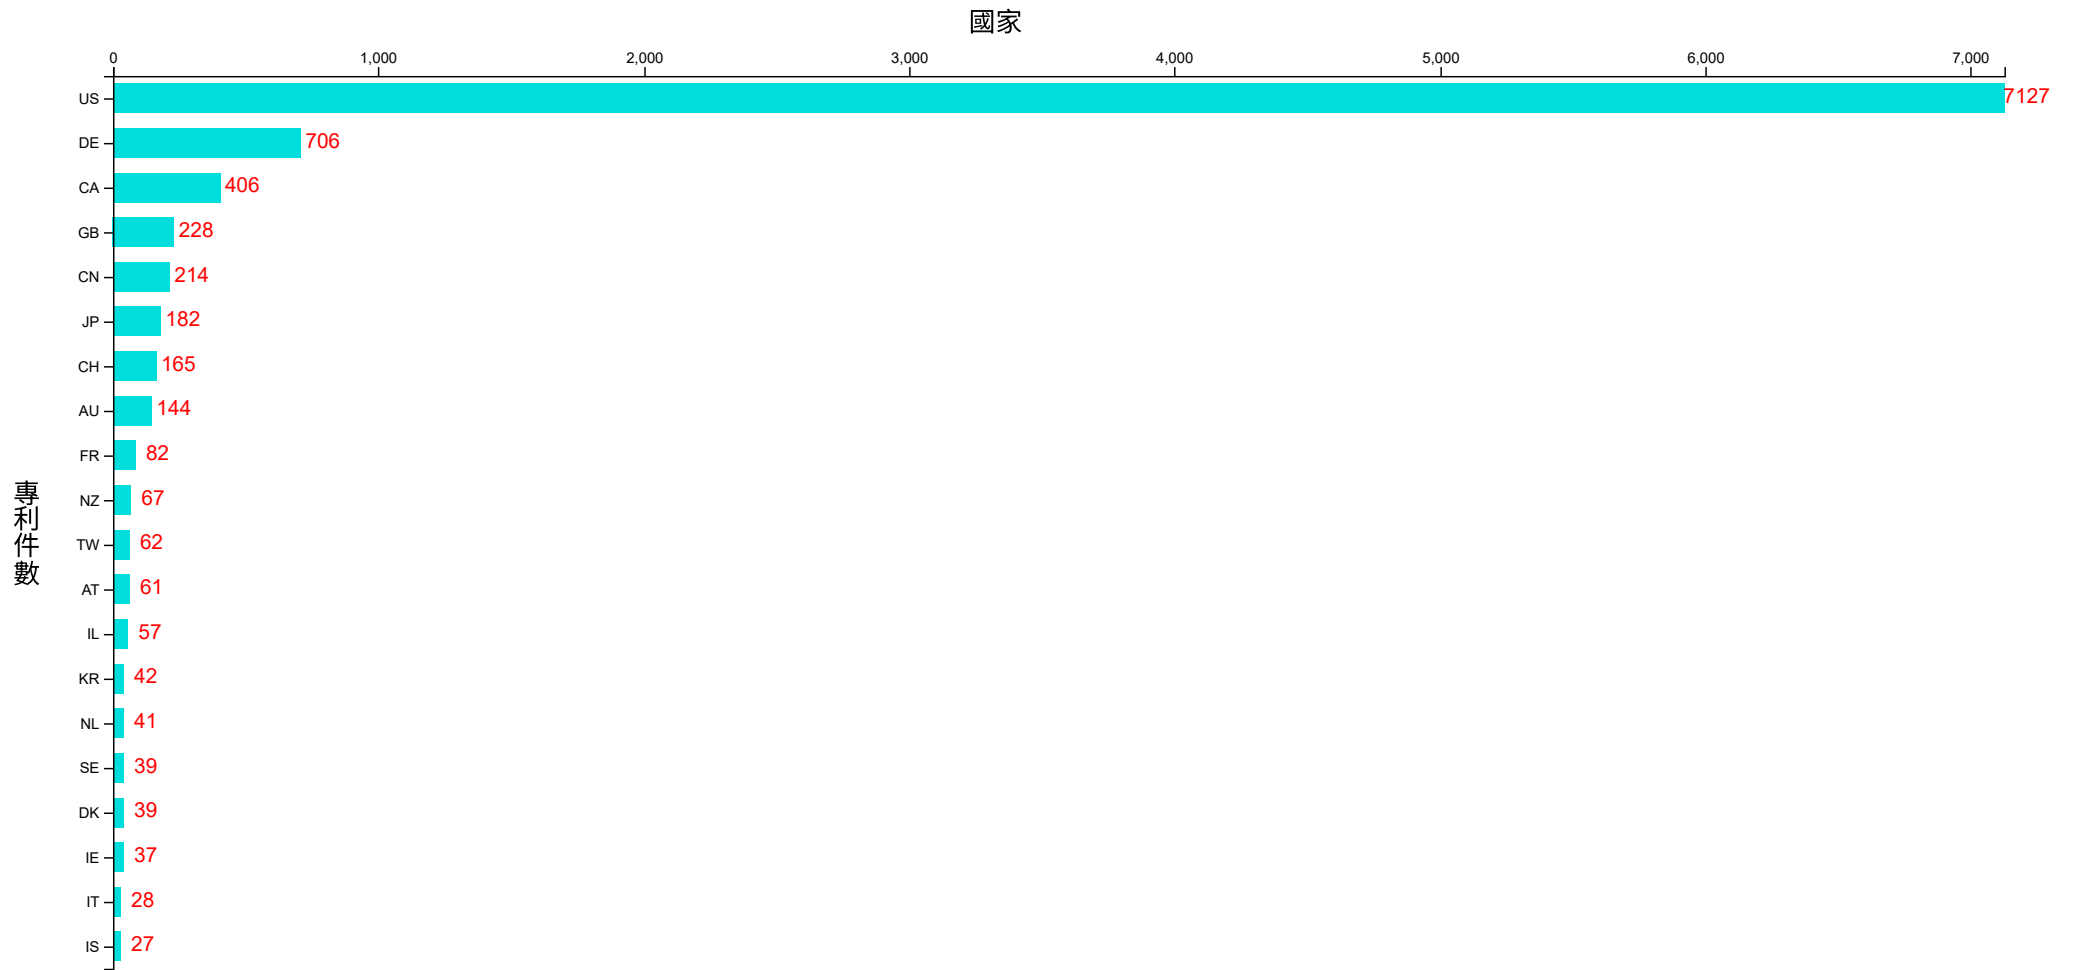 國家
0 1,000 2,000 3,000 4,000 5,000 6,000 7,000
US 7127
DE 706
CA 406
GB 228
CN 214
JP 182
CH 165
AU 144
FR 82
NZ 67
TW 62
AT 61
IL 57
KR 42
NL 41
SE 39
DK 39
IE 37
IT 28
IS 27
專利件數